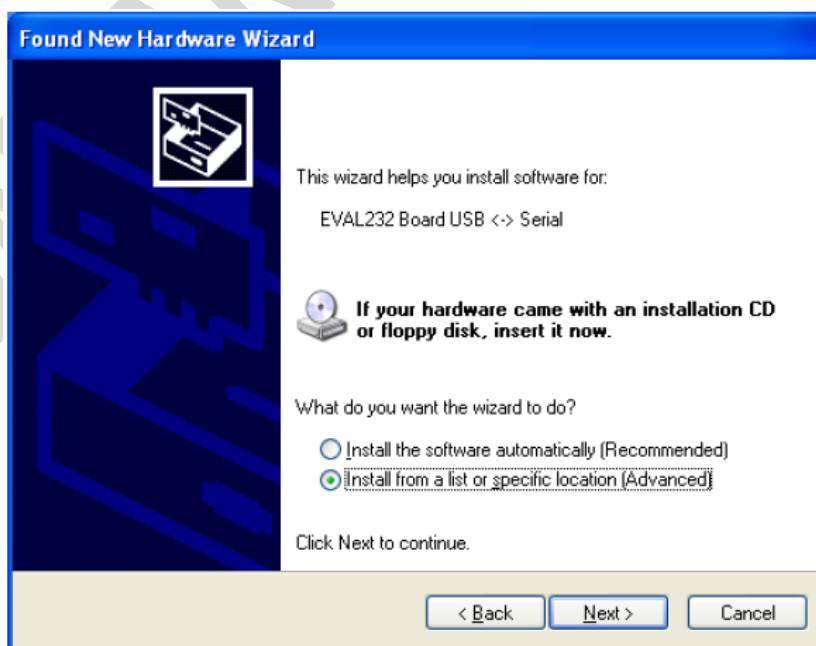 Found New Hardware Wizard
This wizard helps you install software for:
EVAL232 Board USB <-> Serial
If your hardware came with an installation CD
or floppy disk, insert it now.
What do you want the wizard to do?
Install the software automatically (Recommended)
Install from a list or specific location (Advanced)
Click Next to continue.
< Back Next > Cancel